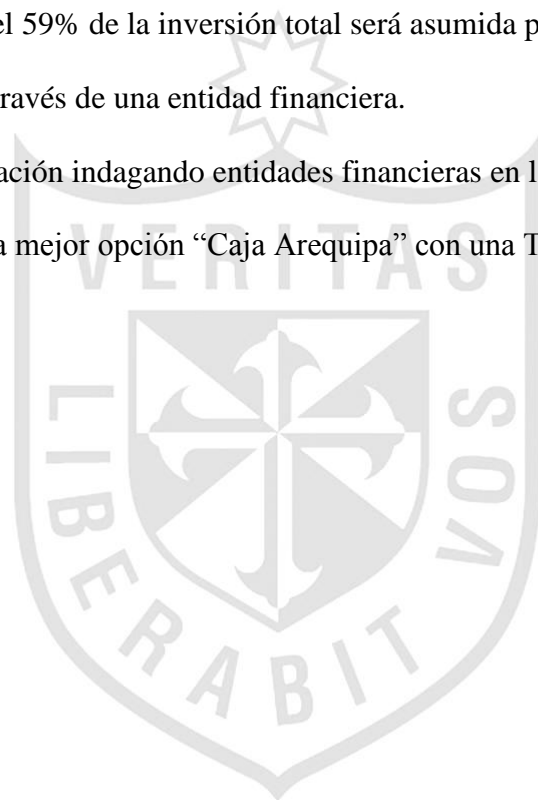 el 59% de la inversión total será asumida p
ravés de una entidad financiera.
ación indagando entidades financieras en l
a mejor opción “Caja Arequipa” con una T
VERITAS
LIBERABIT VOS